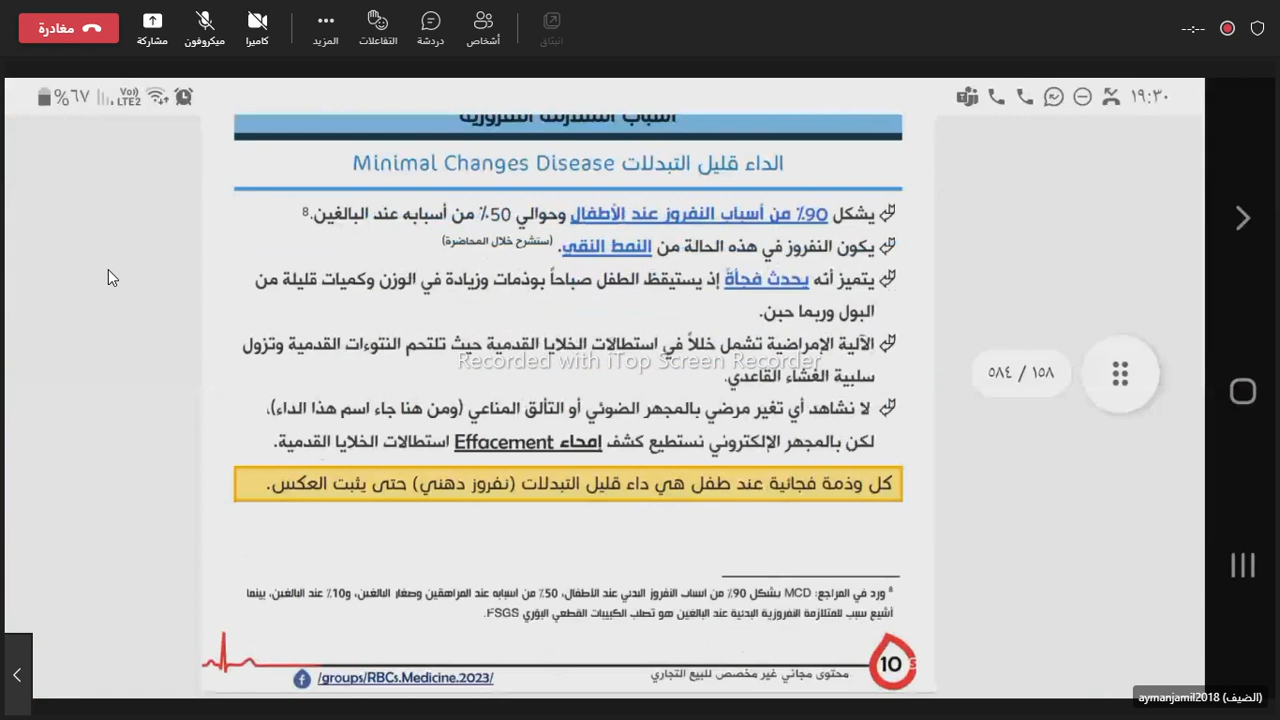 مغادرة
مشاركة
ميكروفون
كاميرا
المزيد
التفاعلات
دردشة
أشخاص
انبثاق
--:--
٦٧%
Vo) LTE2
١٩:٣٠
أسباب المتلازمة النفروزية
الداء قليل التبدلات Minimal Changes Disease
يشكل 90٪ من أسباب النفروز عند الأطفال وحوالي 50٪ من أسبابه عند البالغين.8
يكون النفروز في هذه الحالة من النمط النقي. (ستشرح خلال المحاضرة)
يتميز أنه يحدث فجأةً إذ يستيقظ الطفل صباحاً بوذمات وزيادة في الوزن وكميات قليلة من
البول وربما حبن.
الآلية الإمراضية تشمل خللاً في استطالات الخلايا القدمية حيث تلتحم النتوءات القدمية وتزول
Recorded with iTop Screen Recorder
سلبية الغشاء القاعدي.
لا نشاهد أي تغير مرضي بالمجهر الضوئي أو التألق المناعي (ومن هنا جاء اسم هذا الداء)،
لكن بالمجهر الإلكتروني نستطيع كشف إمحاء Effacement استطالات الخلايا القدمية.
كل وذمة فجائية عند طفل هي داء قليل التبدلات (نفروز دهني) حتى يثبت العكس.
١٥٨ / ٥٨٤
8 ورد في المراجع: MCD يشكل 90٪ من أسباب النفروز البدئي عند الأطفال، 50٪ من أسبابه عند المراهقين وصغار البالغين، و10٪ عند البالغين، بينما
أشيع سبب للمتلازمة النفروزية البدئية عند البالغين هو تصلب الكبيبات القطعي البؤري FSGS.
10
محتوى مجاني غير مخصص للبيع التجاري
/groups/RBCs.Medicine.2023/
aymanjamil2018 (الضيف)